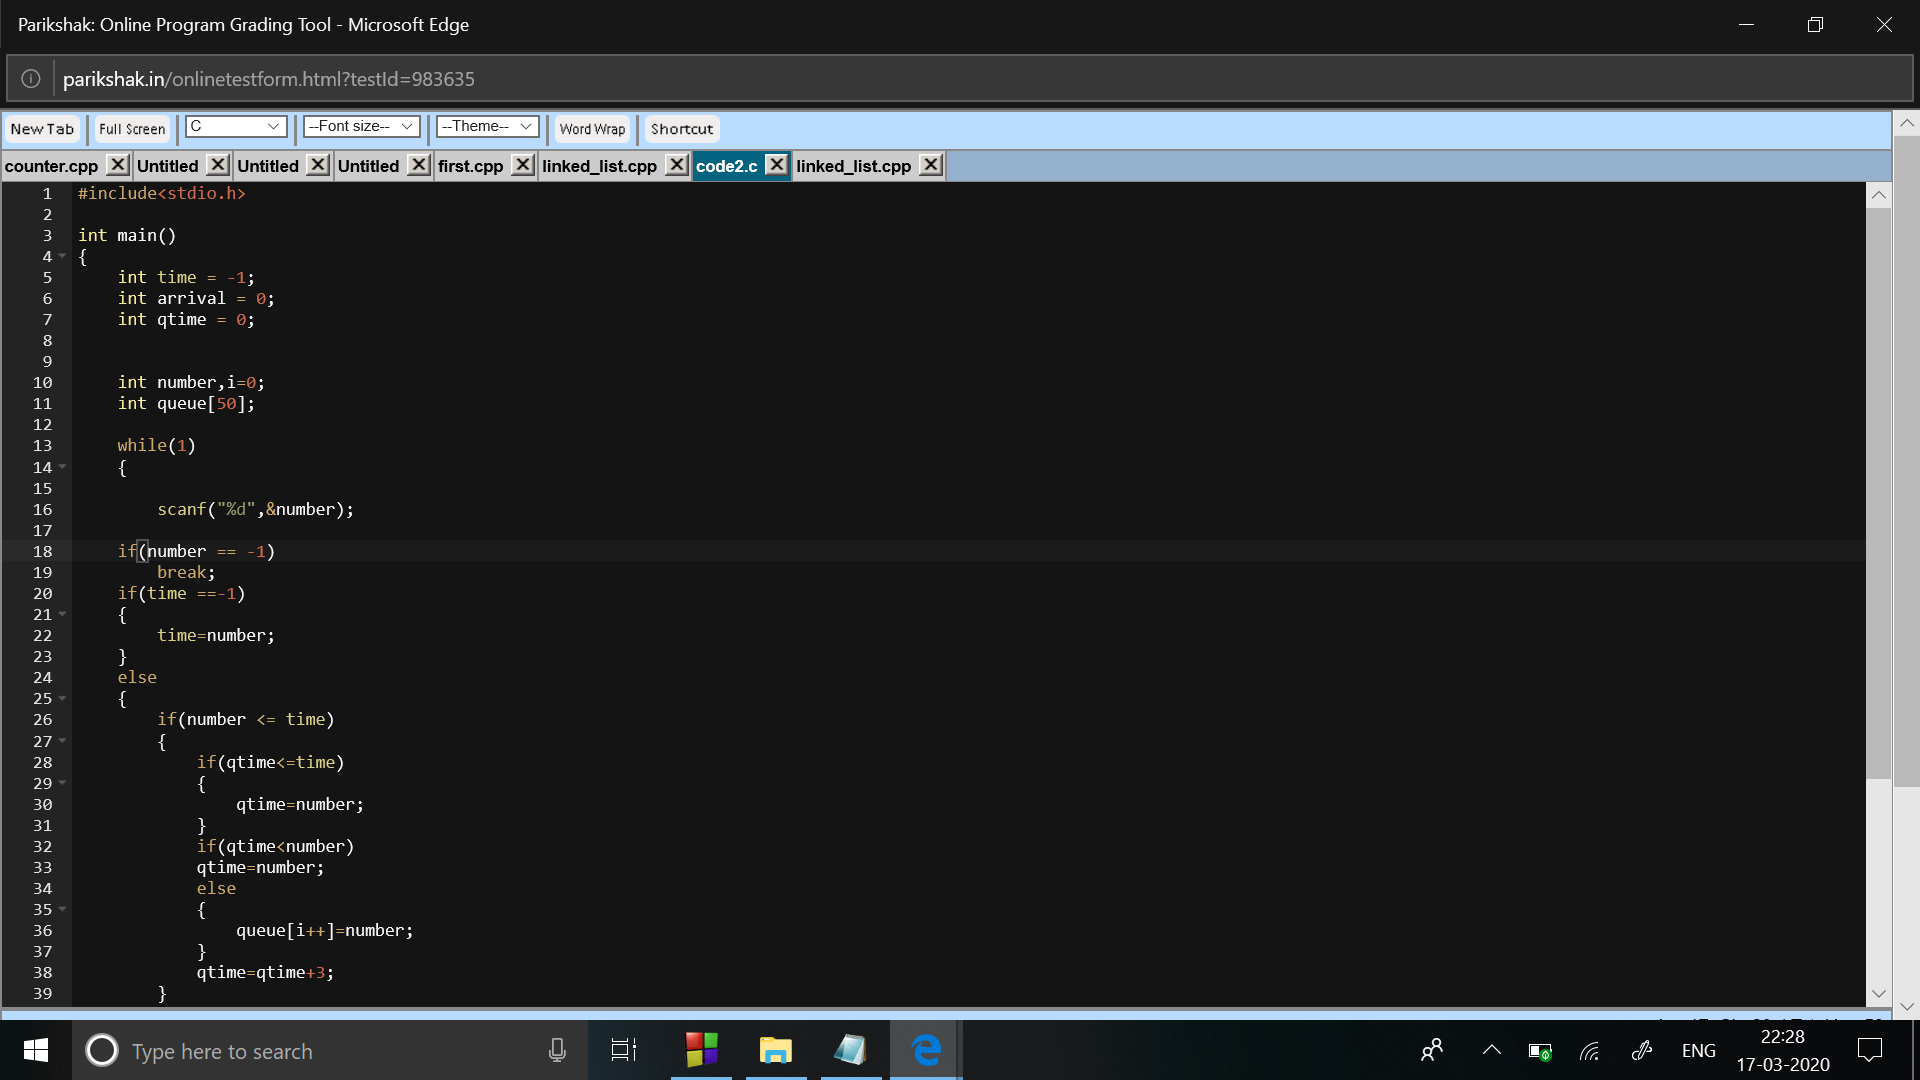 Parikshak: Online Program Grading Tool - Microsoft Edge
parikshak.in/onlinetestform.html?testId=983635
New Tab Full Screen C --Font size-- --Theme-- Word Wrap Shortcut
counter.cpp Untitled Untitled Untitled first.cpp linked_list.cpp code2.c linked_list.cpp
1 #include<stdio.h>
2
3 int main()
4 {
5 int time = -1;
6 int arrival = 0;
7 int qtime = 0;
8
9
10 int number,i=0;
11 int queue[50];
12
13 while(1)
14 {
15
16 scanf("%d",&number);
17
18 if(number == -1)
19 break;
20 if(time ==-1)
21 {
22 time=number;
23 }
24 else
25 {
26 if(number <= time)
27 {
28 if(qtime<=time)
29 {
30 qtime=number;
31 }
32 if(qtime<number)
33 qtime=number;
34 else
35 {
36 queue[i++]=number;
37 }
38 qtime=qtime+3;
39 }
Type here to search
ENG
22:28
17-03-2020